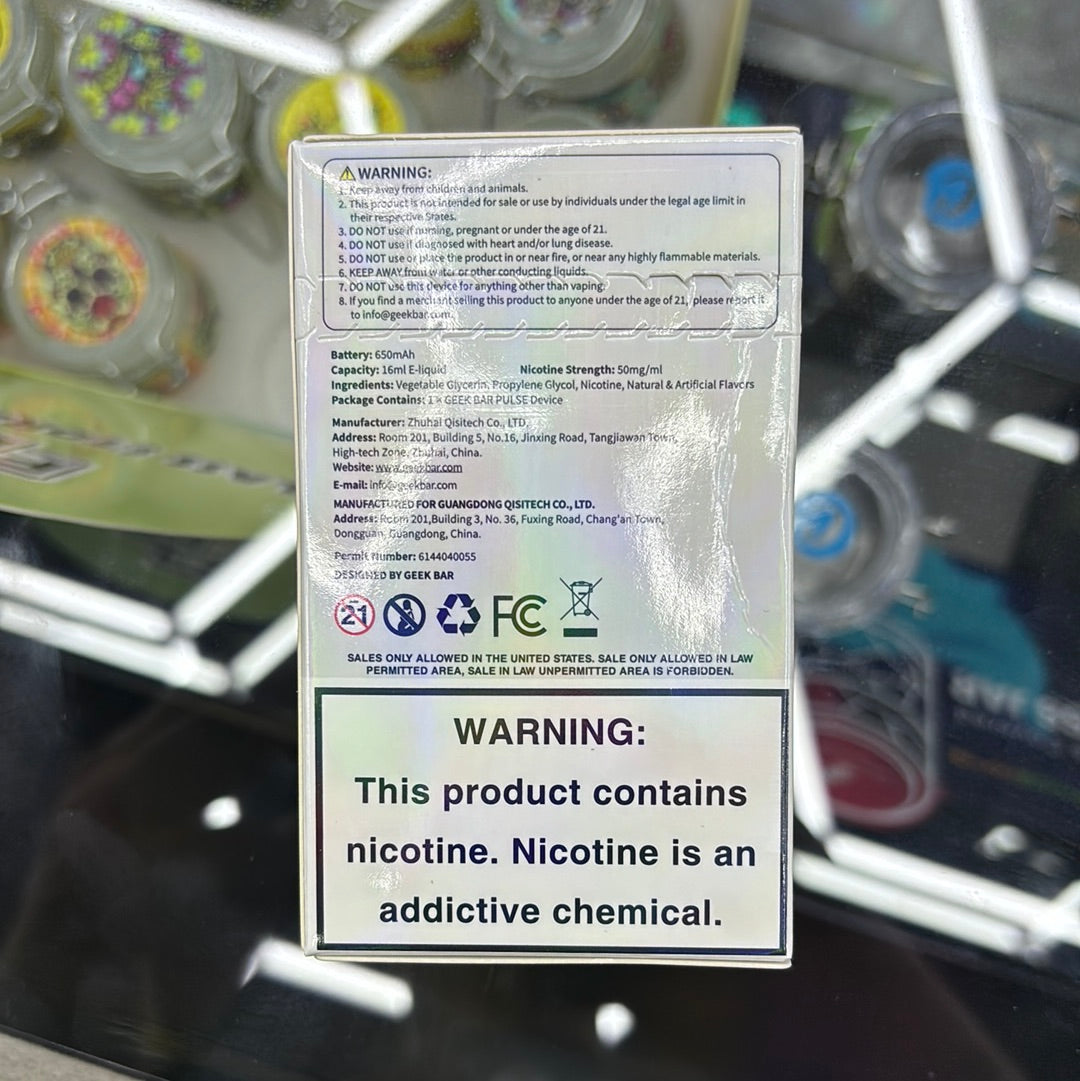 WARNING:
1. Keep away from children and animals.
2. This product is not intended for sale or use by individuals under the legal age limit in
their respective States.
3. DO NOT use if nursing, pregnant or under the age of 21.
4. DO NOT use if diagnosed with heart and/or lung disease.
5. DO NOT use or place the product in or near fire, or near any highly flammable materials.
6. KEEP AWAY from water or other conducting liquids.
7. DO NOT use this device for anything other than vaping.
8. If you find a merchant selling this product to anyone under the age of 21, please report it
to info@geekbar.com.
Battery: 650mAh
Capacity: 16ml E-liquid Nicotine Strength: 50mg/ml
Ingredients: Vegetable Glycerin, Propylene Glycol, Nicotine, Natural & Artificial Flavors
Package Contains: 1 × GEEK BAR PULSE Device
Manufacturer: Zhuhai Qisitech Co., LTD.
Address: Room 201, Building 5, No.16, Jinxing Road, Tangjiawan Town,
High-tech Zone, Zhuhai, China.
Website: www.geekbar.com
E-mail: info@geekbar.com
MANUFACTURED FOR GUANGDONG QISITECH CO., LTD.
Address: Room 201,Building 3, No. 36, Fuxing Road, Chang'an Town,
Dongguan, Guangdong, China.
Permit Number: 6144040055
DESIGNED BY GEEK BAR
21 FC
SALES ONLY ALLOWED IN THE UNITED STATES. SALE ONLY ALLOWED IN LAW
PERMITTED AREA, SALE IN LAW UNPERMITTED AREA IS FORBIDDEN.
WARNING:
This product contains
nicotine. Nicotine is an
addictive chemical.